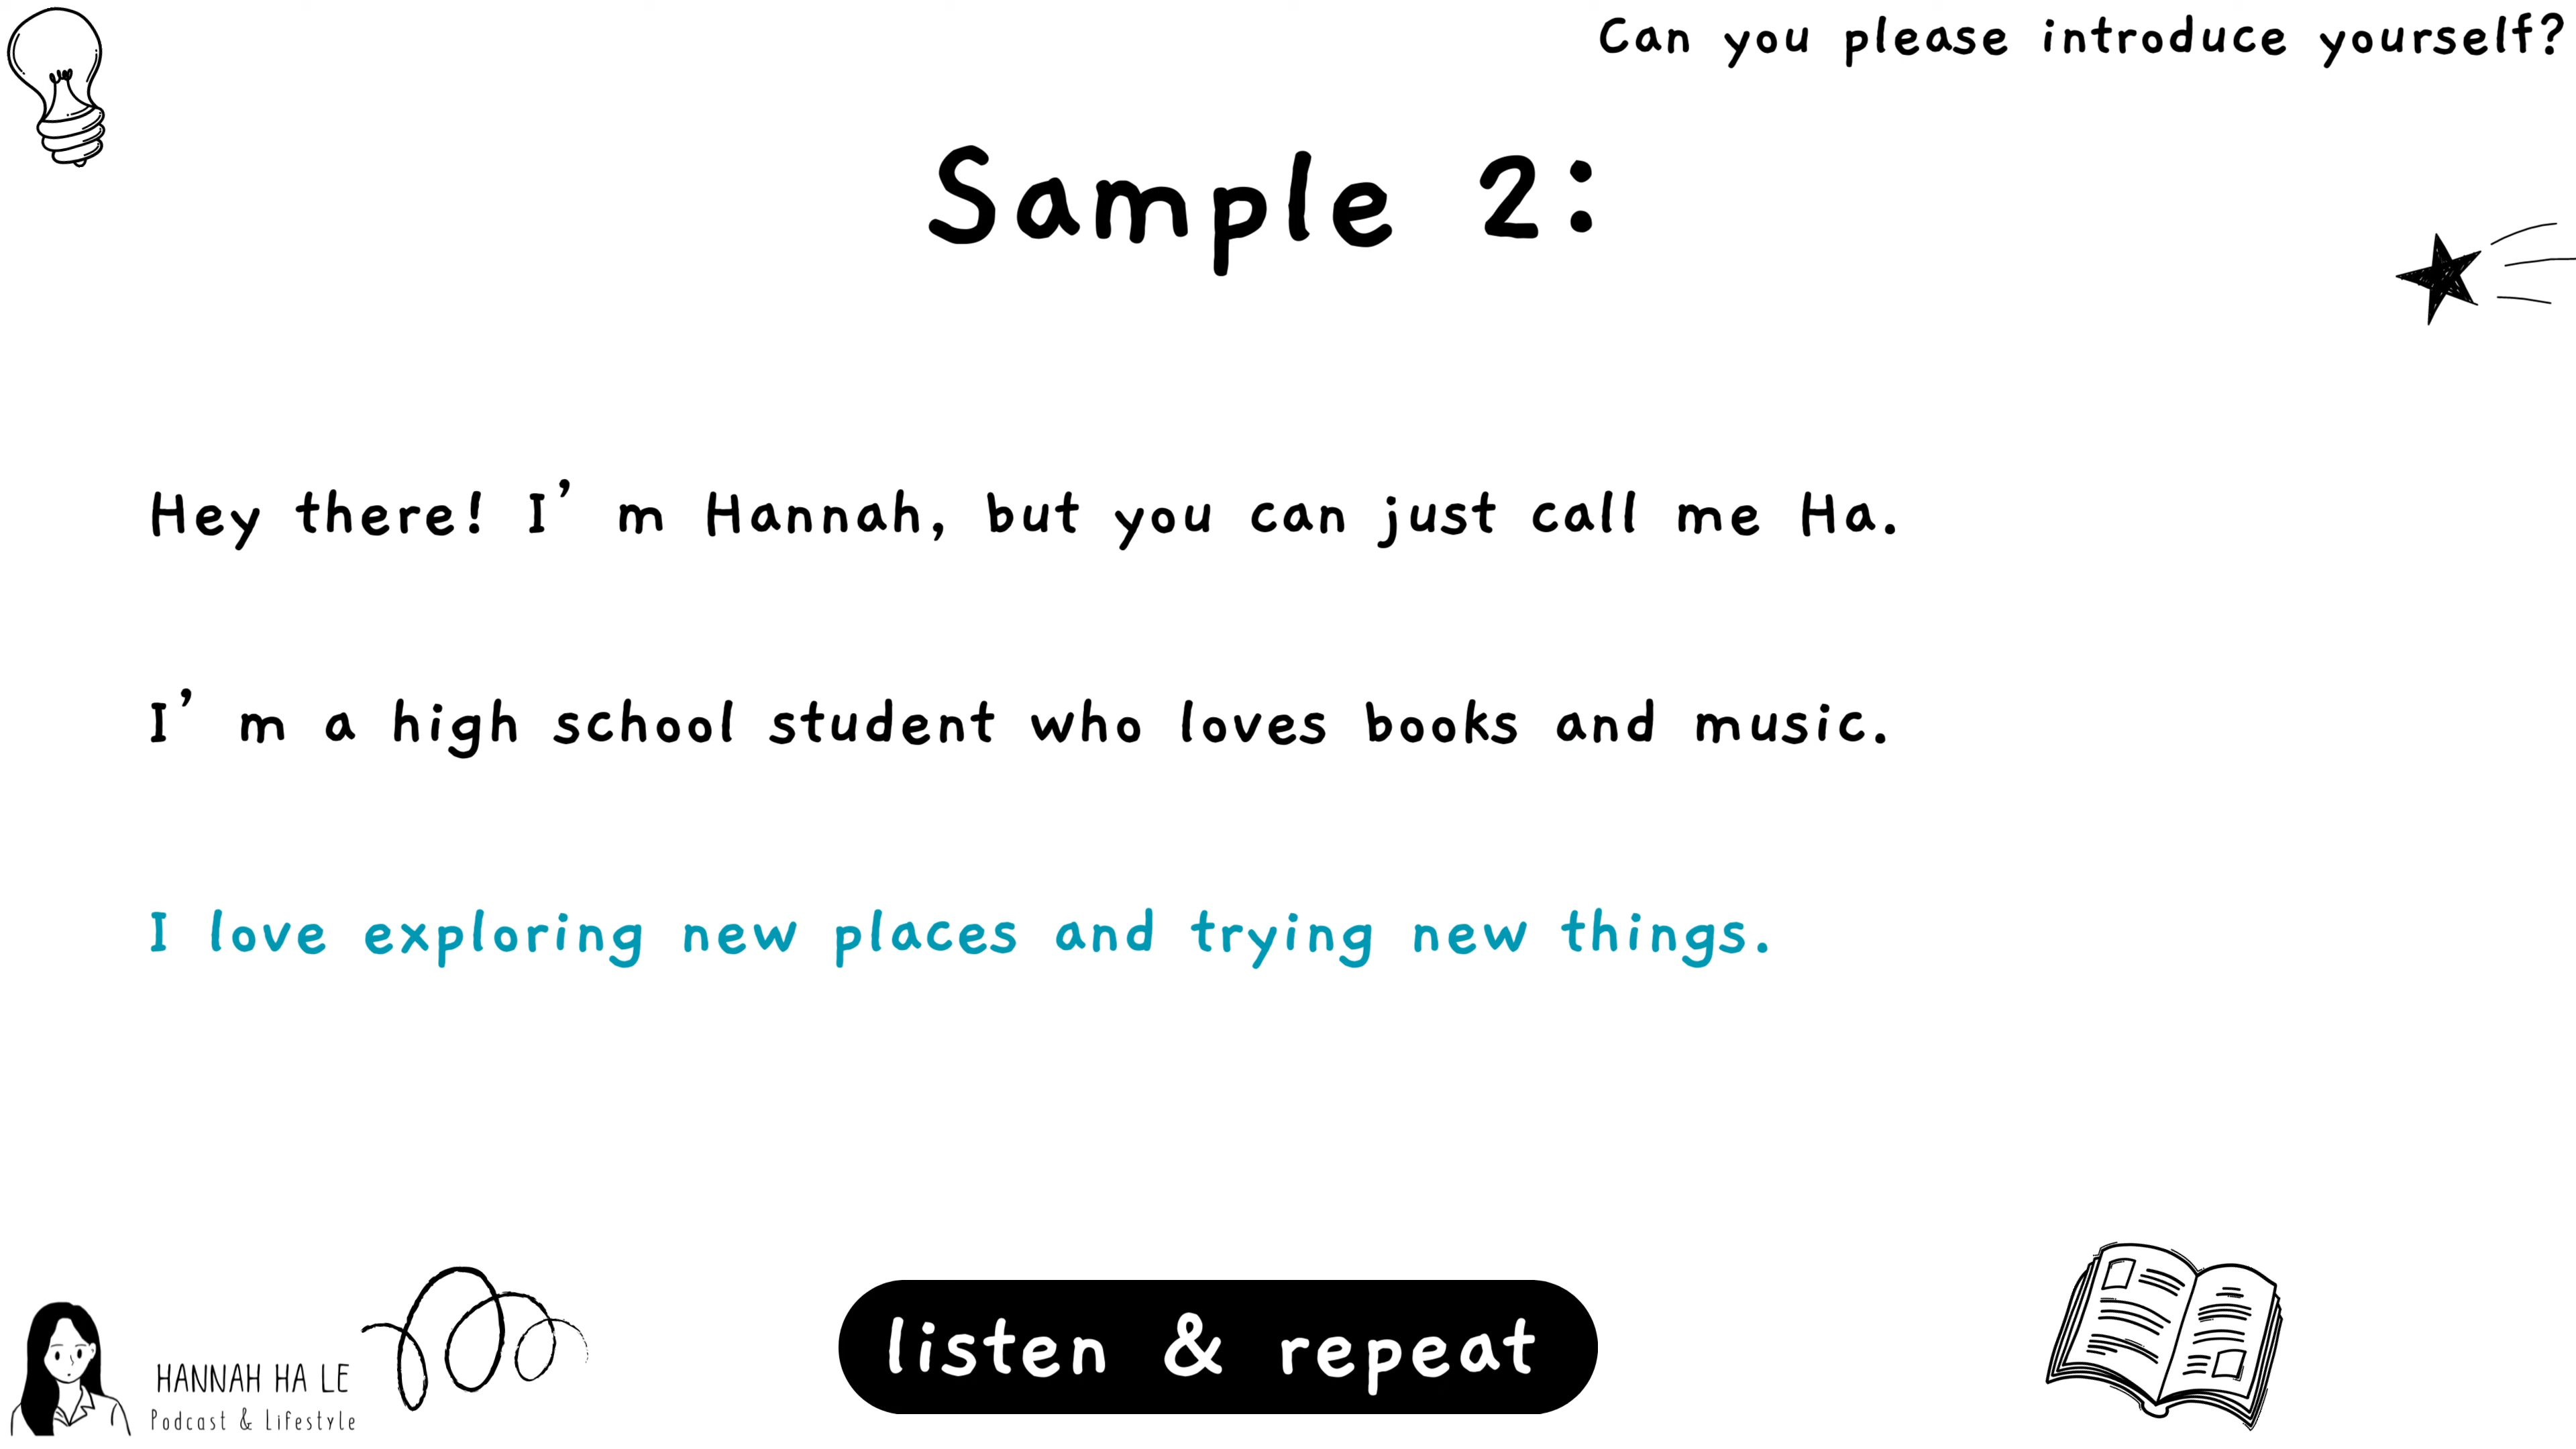 Can you please introduce yourself?
Sample 2:
Hey there! I’m Hannah, but you can just call me Ha.
I’m a high school student who loves books and music.
I love exploring new places and trying new things.
listen & repeat
HANNAH HA LE
Podcast & Lifestyle